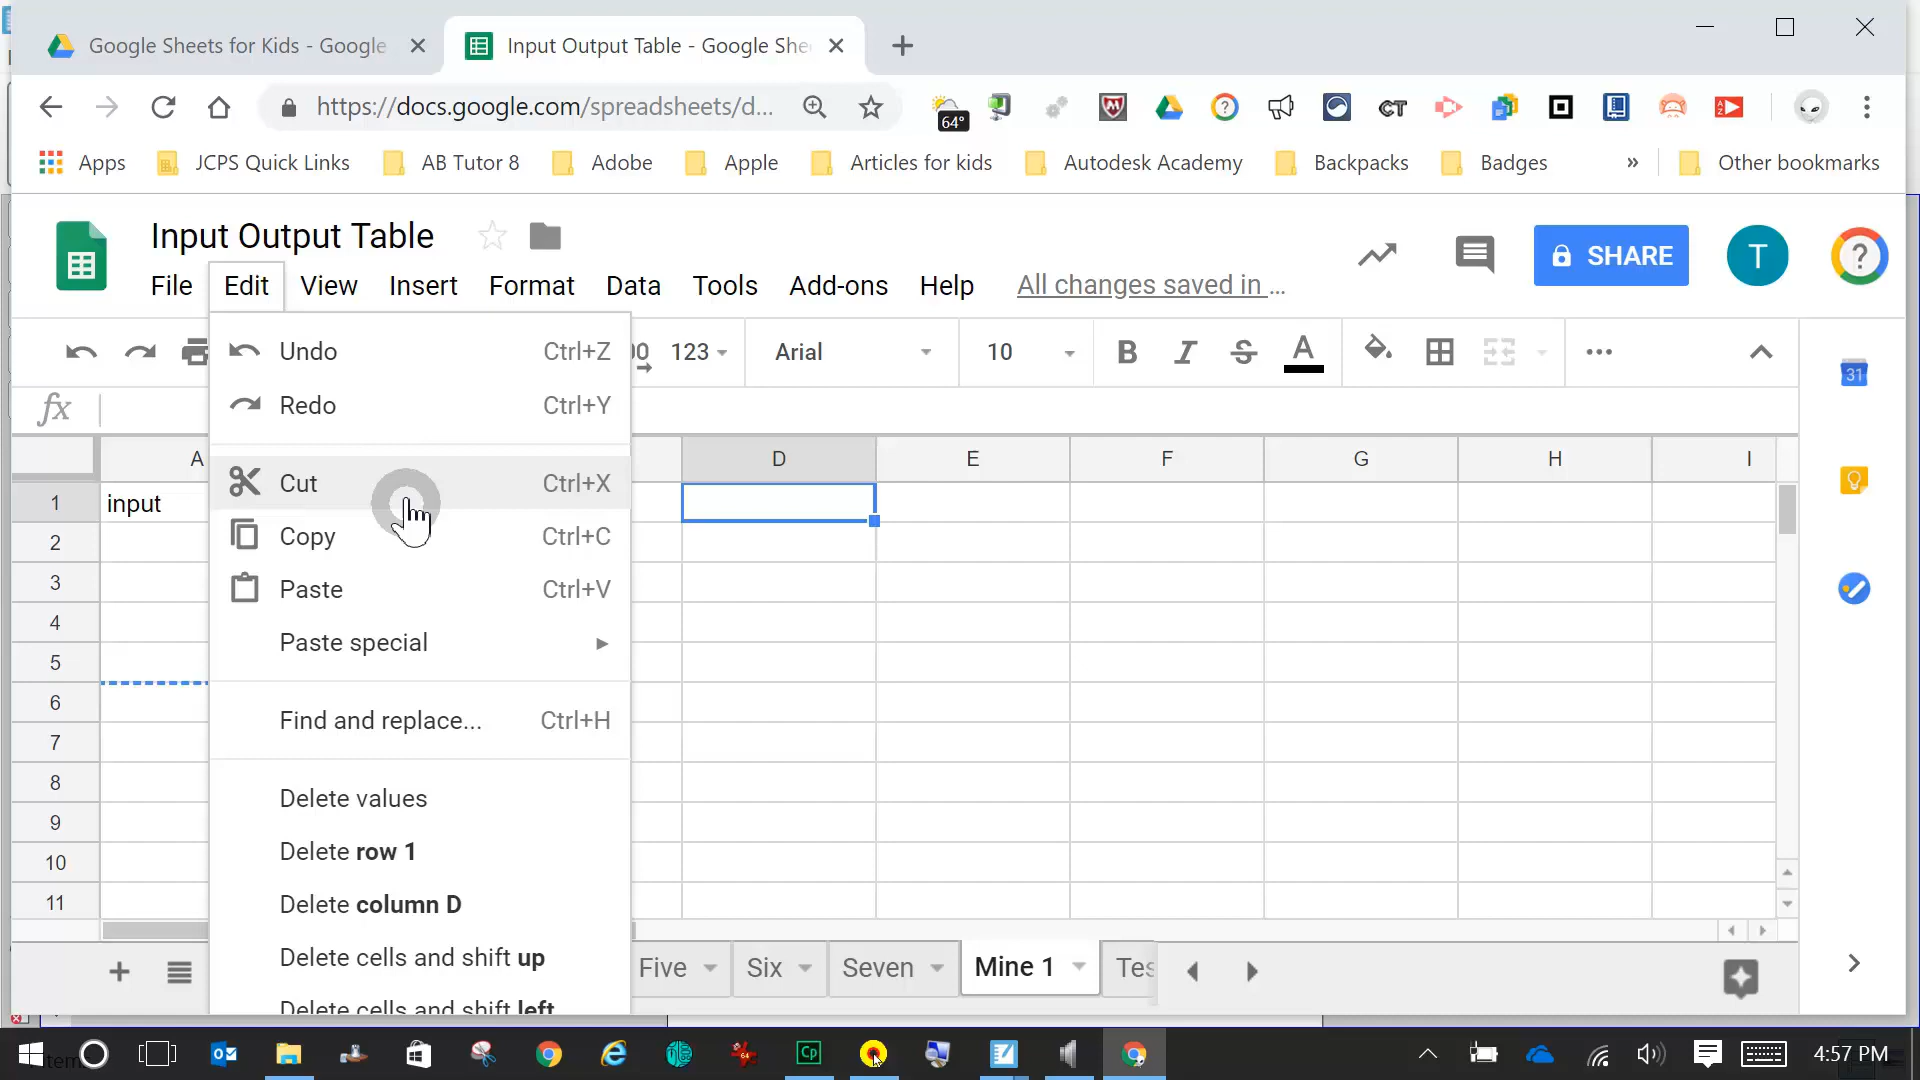 Google Sheets for Kids - Google
Input Output Table - Google She
https://docs.google.com/spreadsheets/d...
64°
CT
Apps
JCPS Quick Links
AB Tutor 8
Adobe
Apple
Articles for kids
Autodesk Academy
Backpacks
Badges
»
Other bookmarks
Input Output Table
SHARE
T
File
Edit
View
Insert
Format
Data
Tools
Add-ons
Help
All changes saved in ...
123
Arial
10
B
I
S
A
31
fx
Undo Ctrl+Z
Redo Ctrl+Y
Cut Ctrl+X
Copy Ctrl+C
Paste Ctrl+V
Paste special
Find and replace... Ctrl+H
Delete values
Delete row 1
Delete column D
Delete cells and shift up
Delete cells and shift left
A D E F G H I
1 input
2
3
4
5
6
7
8
9
10
11
Five
Six
Seven
Mine 1
Tes
Cp
64
4:57 PM